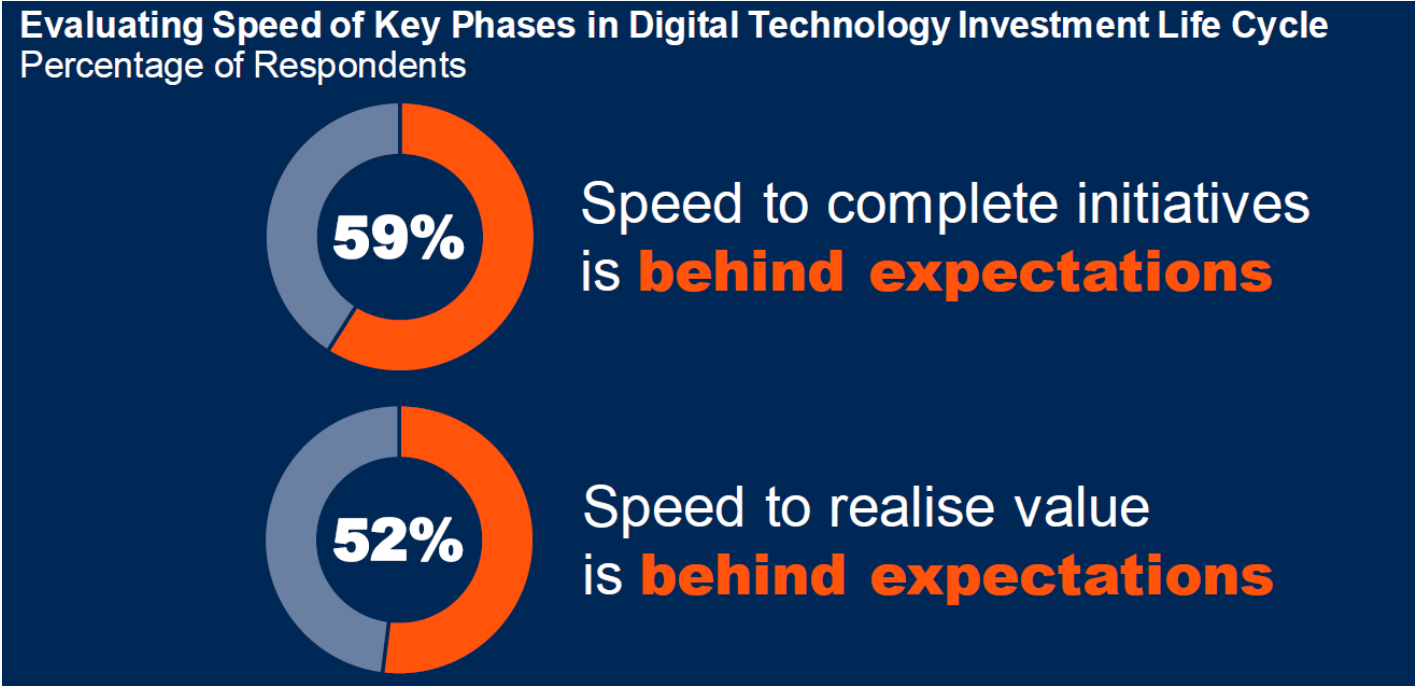 Evaluating Speed of Key Phases in Digital Technology Investment Life Cycle
Percentage of Respondents
59%
Speed to complete initiatives
is behind expectations
52%
Speed to realise value
is behind expectations